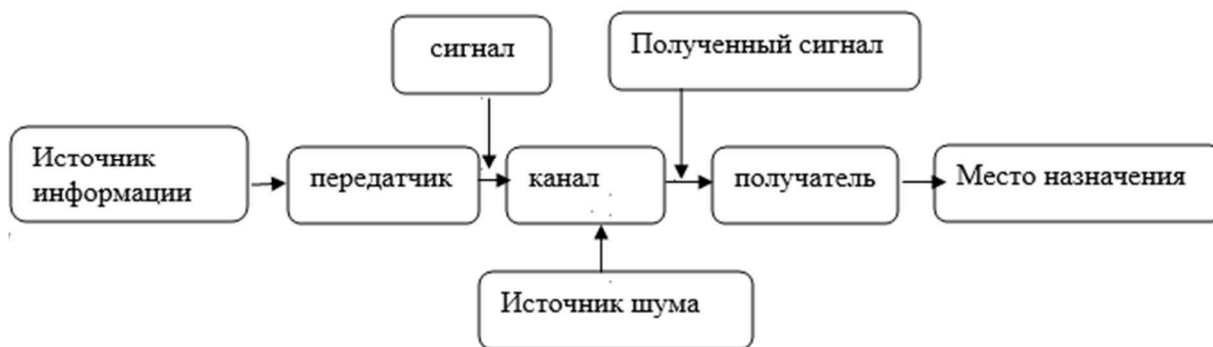 сигнал
Полученный сигнал
Источник
информации
передатчик
канал
получатель
Место назначения
Источник шума